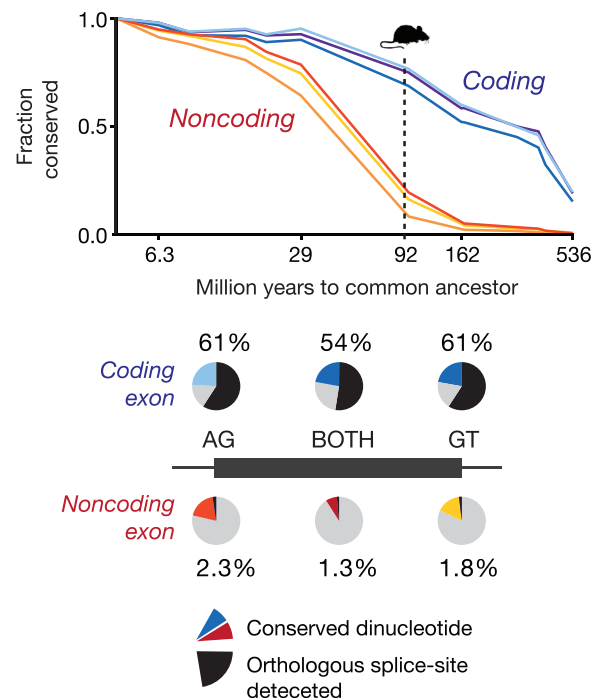 1.0
0.5
0.0
Fraction
conserved
Coding
Noncoding
6.3 29 92 162 536
Million years to common ancestor
61% 54% 61%
Coding
exon
AG BOTH GT
Noncoding
exon
2.3% 1.3% 1.8%
Conserved dinucleotide
Orthologous splice-site
deteceted